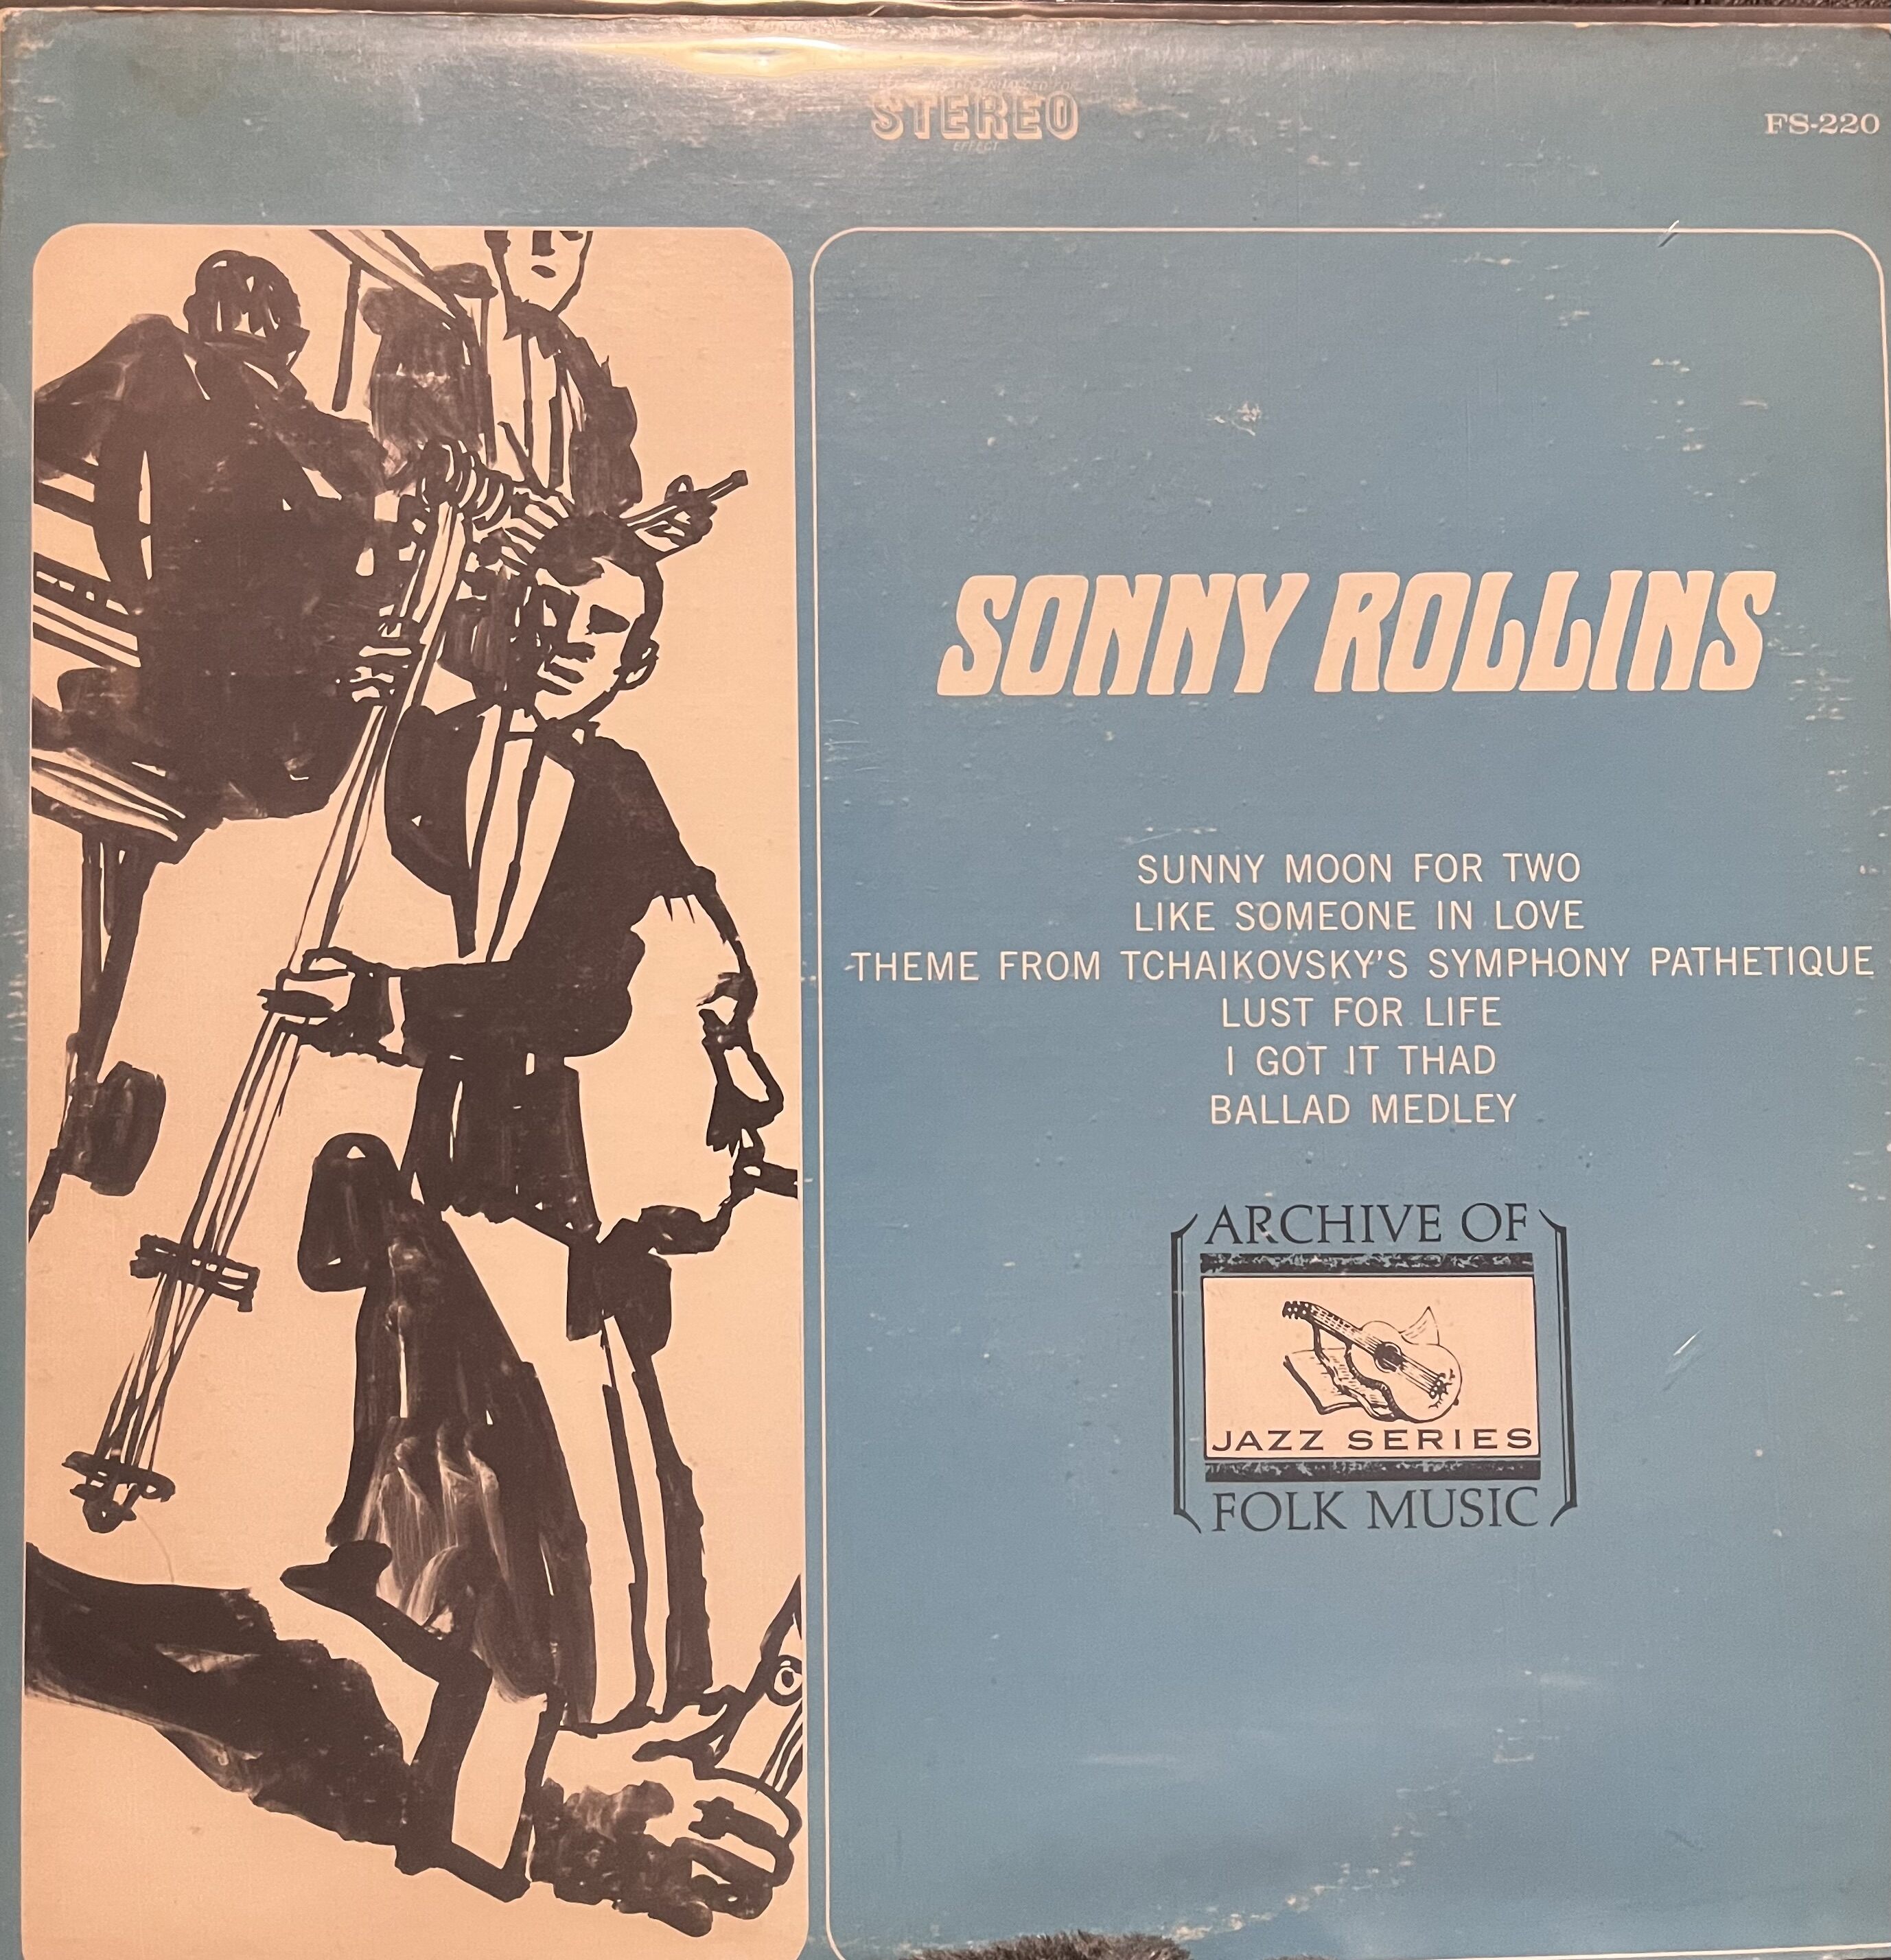 STEREO
EFFECT
FS-220
SONNY ROLLINS
SUNNY MOON FOR TWO
LIKE SOMEONE IN LOVE
THEME FROM TCHAIKOVSKY'S SYMPHONY PATHETIQUE
LUST FOR LIFE
I GOT IT THAD
BALLAD MEDLEY
ARCHIVE OF
JAZZ SERIES
FOLK MUSIC